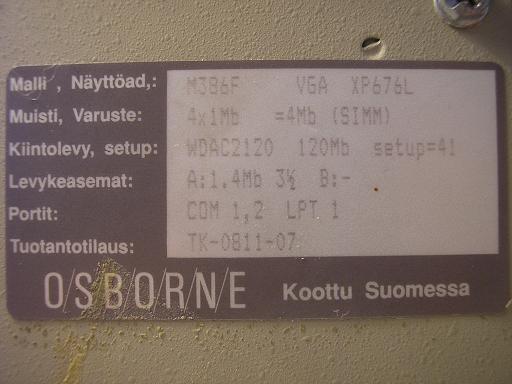 Malli , Näyttöad,: M386F VGA XP676L
Muisti, Varuste: 4x1Mb =4Mb (SIMM)
Kiintolevy, setup: WDAC2120 120Mb setup=41
Levykeasemat: A:1.4Mb 3½ B:-
Portit: COM 1,2 LPT 1
Tuotantotilaus: TK-0811-07
O/S/B/O/R/N/E Koottu Suomessa